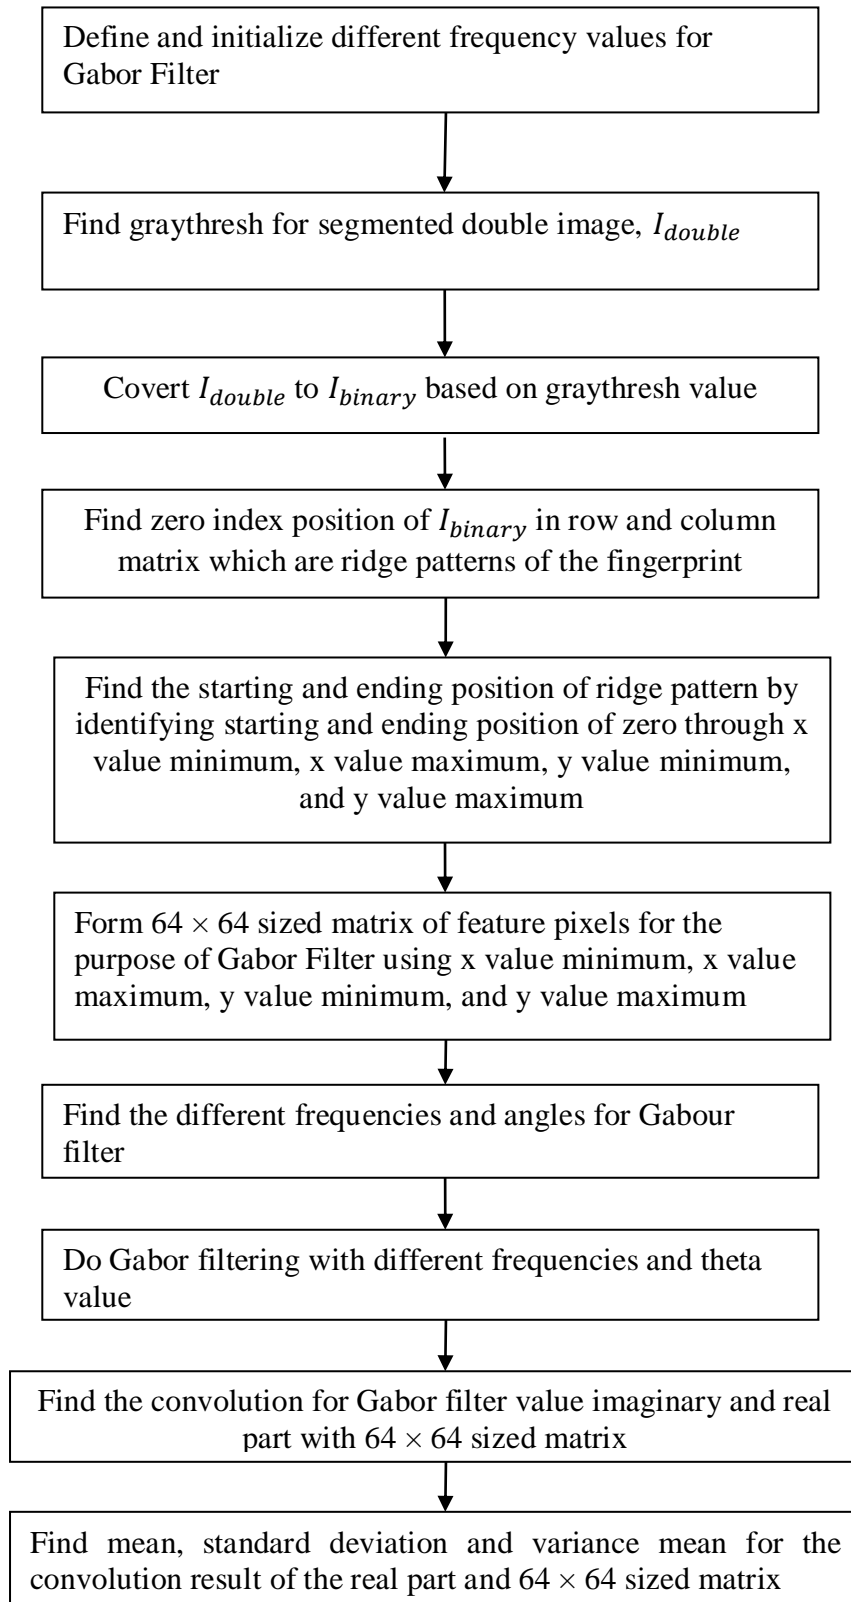 Define and initialize different frequency values for
Gabor Filter
Find graythresh for segmented double image, I_double
Covert I_double to I_binary based on graythresh value
Find zero index position of I_binary in row and column
matrix which are ridge patterns of the fingerprint
Find the starting and ending position of ridge pattern by
identifying starting and ending position of zero through x
value minimum, x value maximum, y value minimum,
and y value maximum
Form 64 × 64 sized matrix of feature pixels for the
purpose of Gabor Filter using x value minimum, x value
maximum, y value minimum, and y value maximum
Find the different frequencies and angles for Gabour
filter
Do Gabor filtering with different frequencies and theta
value
Find the convolution for Gabor filter value imaginary and real
part with 64 × 64 sized matrix
Find mean, standard deviation and variance mean for the
convolution result of the real part and 64 × 64 sized matrix